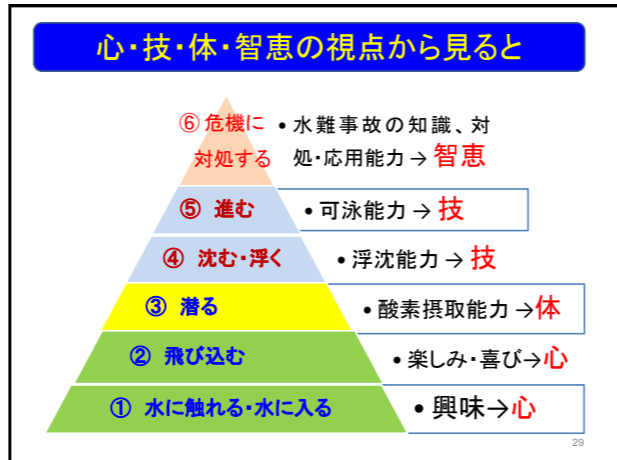 心・技・体・智恵の視点から見ると
⑥ 危機に
対処する
• 水難事故の知識、対
処・応用能力 → 智恵
⑤ 進む
• 可泳能力 → 技
④ 沈む・浮く
• 浮沈能力 → 技
③ 潜る
• 酸素摂取能力 →体
② 飛び込む
• 楽しみ・喜び→心
① 水に触れる・水に入る
• 興味→心
29